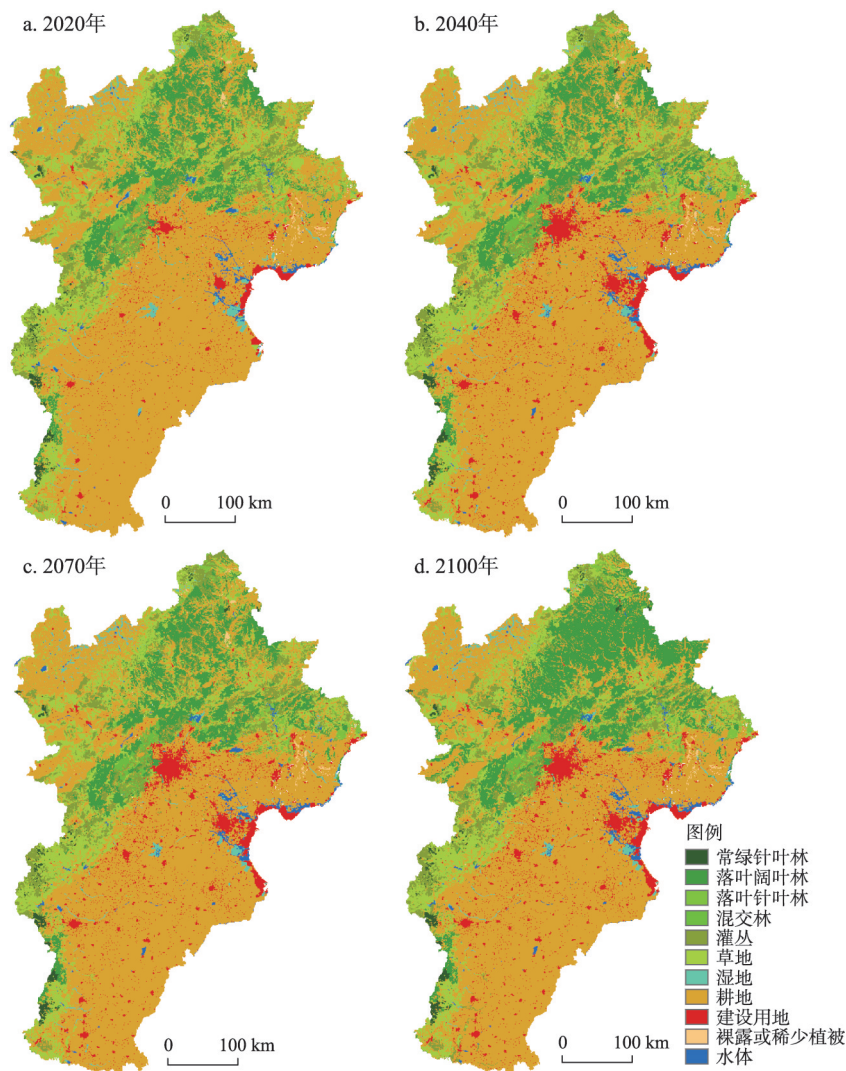 a. 2020年
b. 2040年
0 100 km
0 100 km
c. 2070年
d. 2100年
图例
常绿针叶林
落叶阔叶林
落叶针叶林
混交林
灌丛
草地
湿地
耕地
建设用地
裸露或稀少植被
水体
0 100 km
0 100 km